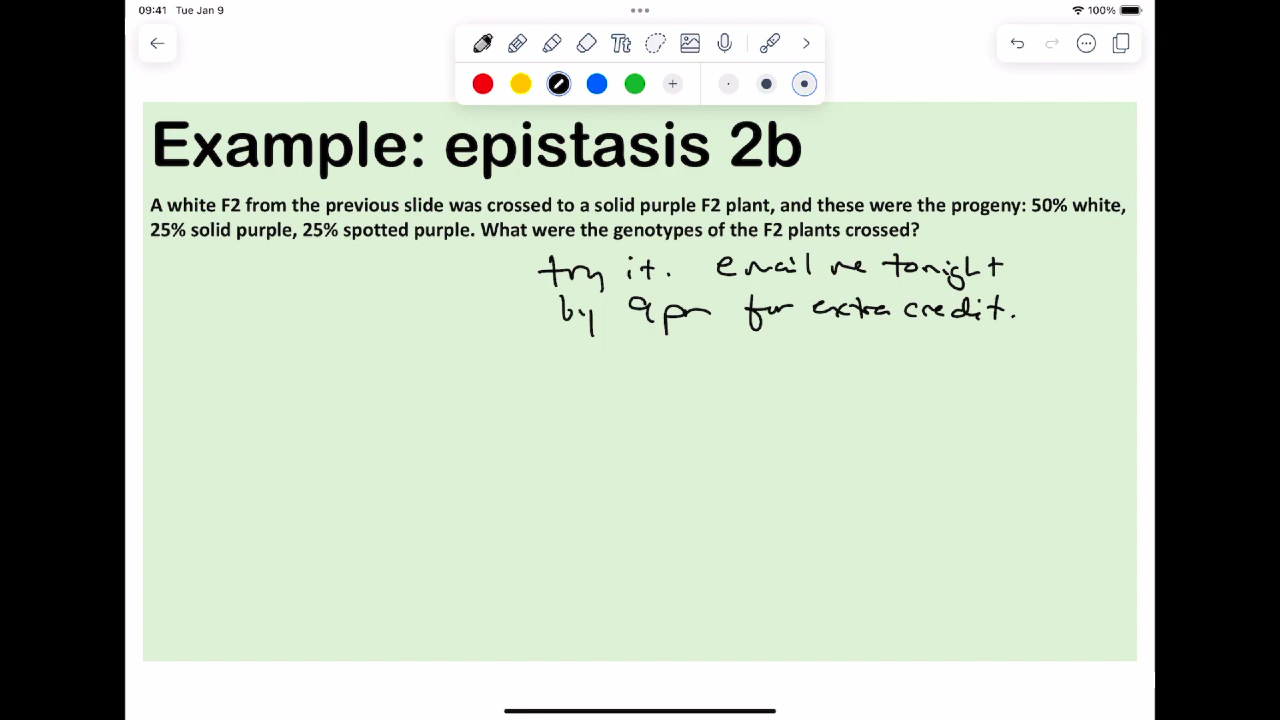 09:41 Tue Jan 9
100%
Tt
Example: epistasis 2b
A white F2 from the previous slide was crossed to a solid purple F2 plant, and these were the progeny: 50% white,
25% solid purple, 25% spotted purple. What were the genotypes of the F2 plants crossed?
try it. email me tonight
by 9pm for extra credit.